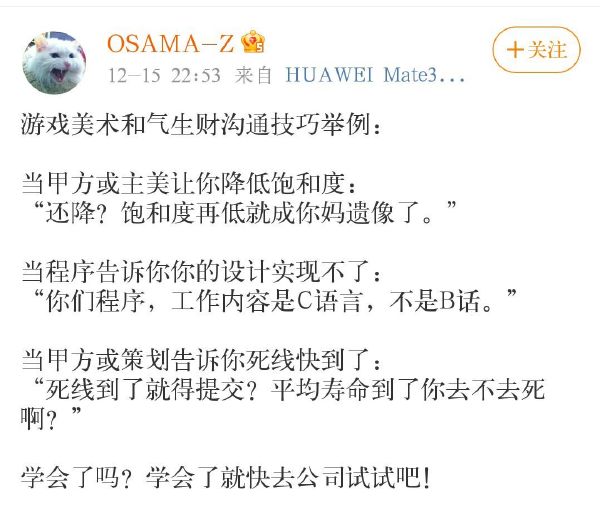 OSAMA-Z
12-15 22:53 来自 HUAWEI Mate3...
+关注
游戏美术和气生财沟通技巧举例：
当甲方或主美让你降低饱和度：
“还降？饱和度再低就成你妈遗像了。”
当程序告诉你你的设计实现不了：
“你们程序，工作内容是C语言，不是B话。”
当甲方或策划告诉你死线快到了：
“死线到了就得提交？平均寿命到了你去不去死
啊？”
学会了吗？学会了就快去公司试试吧！